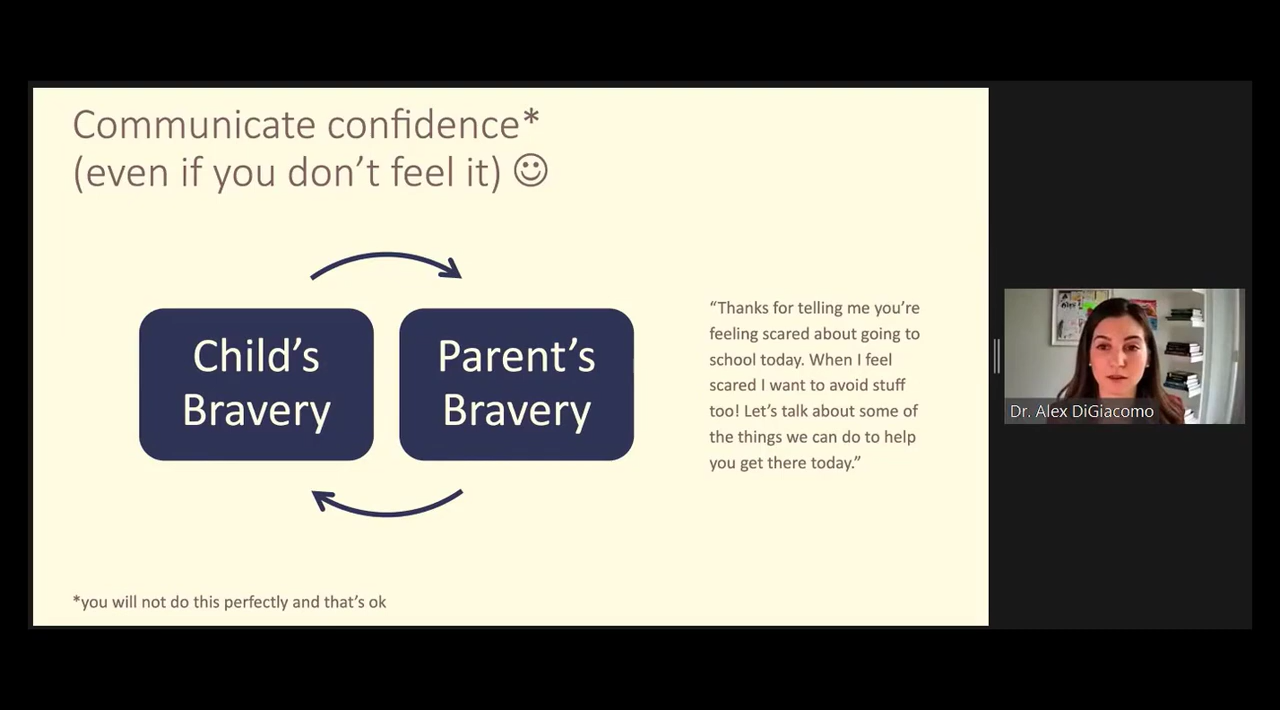 Communicate confidence*
(even if you don’t feel it) ☺
Child’s
Bravery
Parent’s
Bravery
“Thanks for telling me you’re
feeling scared about going to
school today. When I feel
scared I want to avoid stuff
too! Let’s talk about some of
the things we can do to help
you get there today.”
*you will not do this perfectly and that’s ok
Dr. Alex DiGiacomo